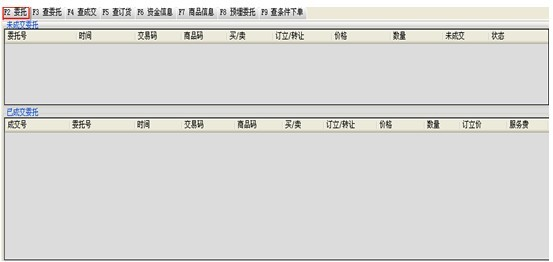 F2 委托 F3 查委托 F4 查成交 F5 查订货 F6 资金信息 F7 商品信息 F8 预埋委托 F9 查条件下单
未成交委托
委托号 时间 交易码 商品码 买/卖 订立/转让 价格 数量 未成交 状态
已成交委托
成交号 委托号 时间 交易码 商品码 买/卖 订立/转让 价格 数量 订立价 服务费